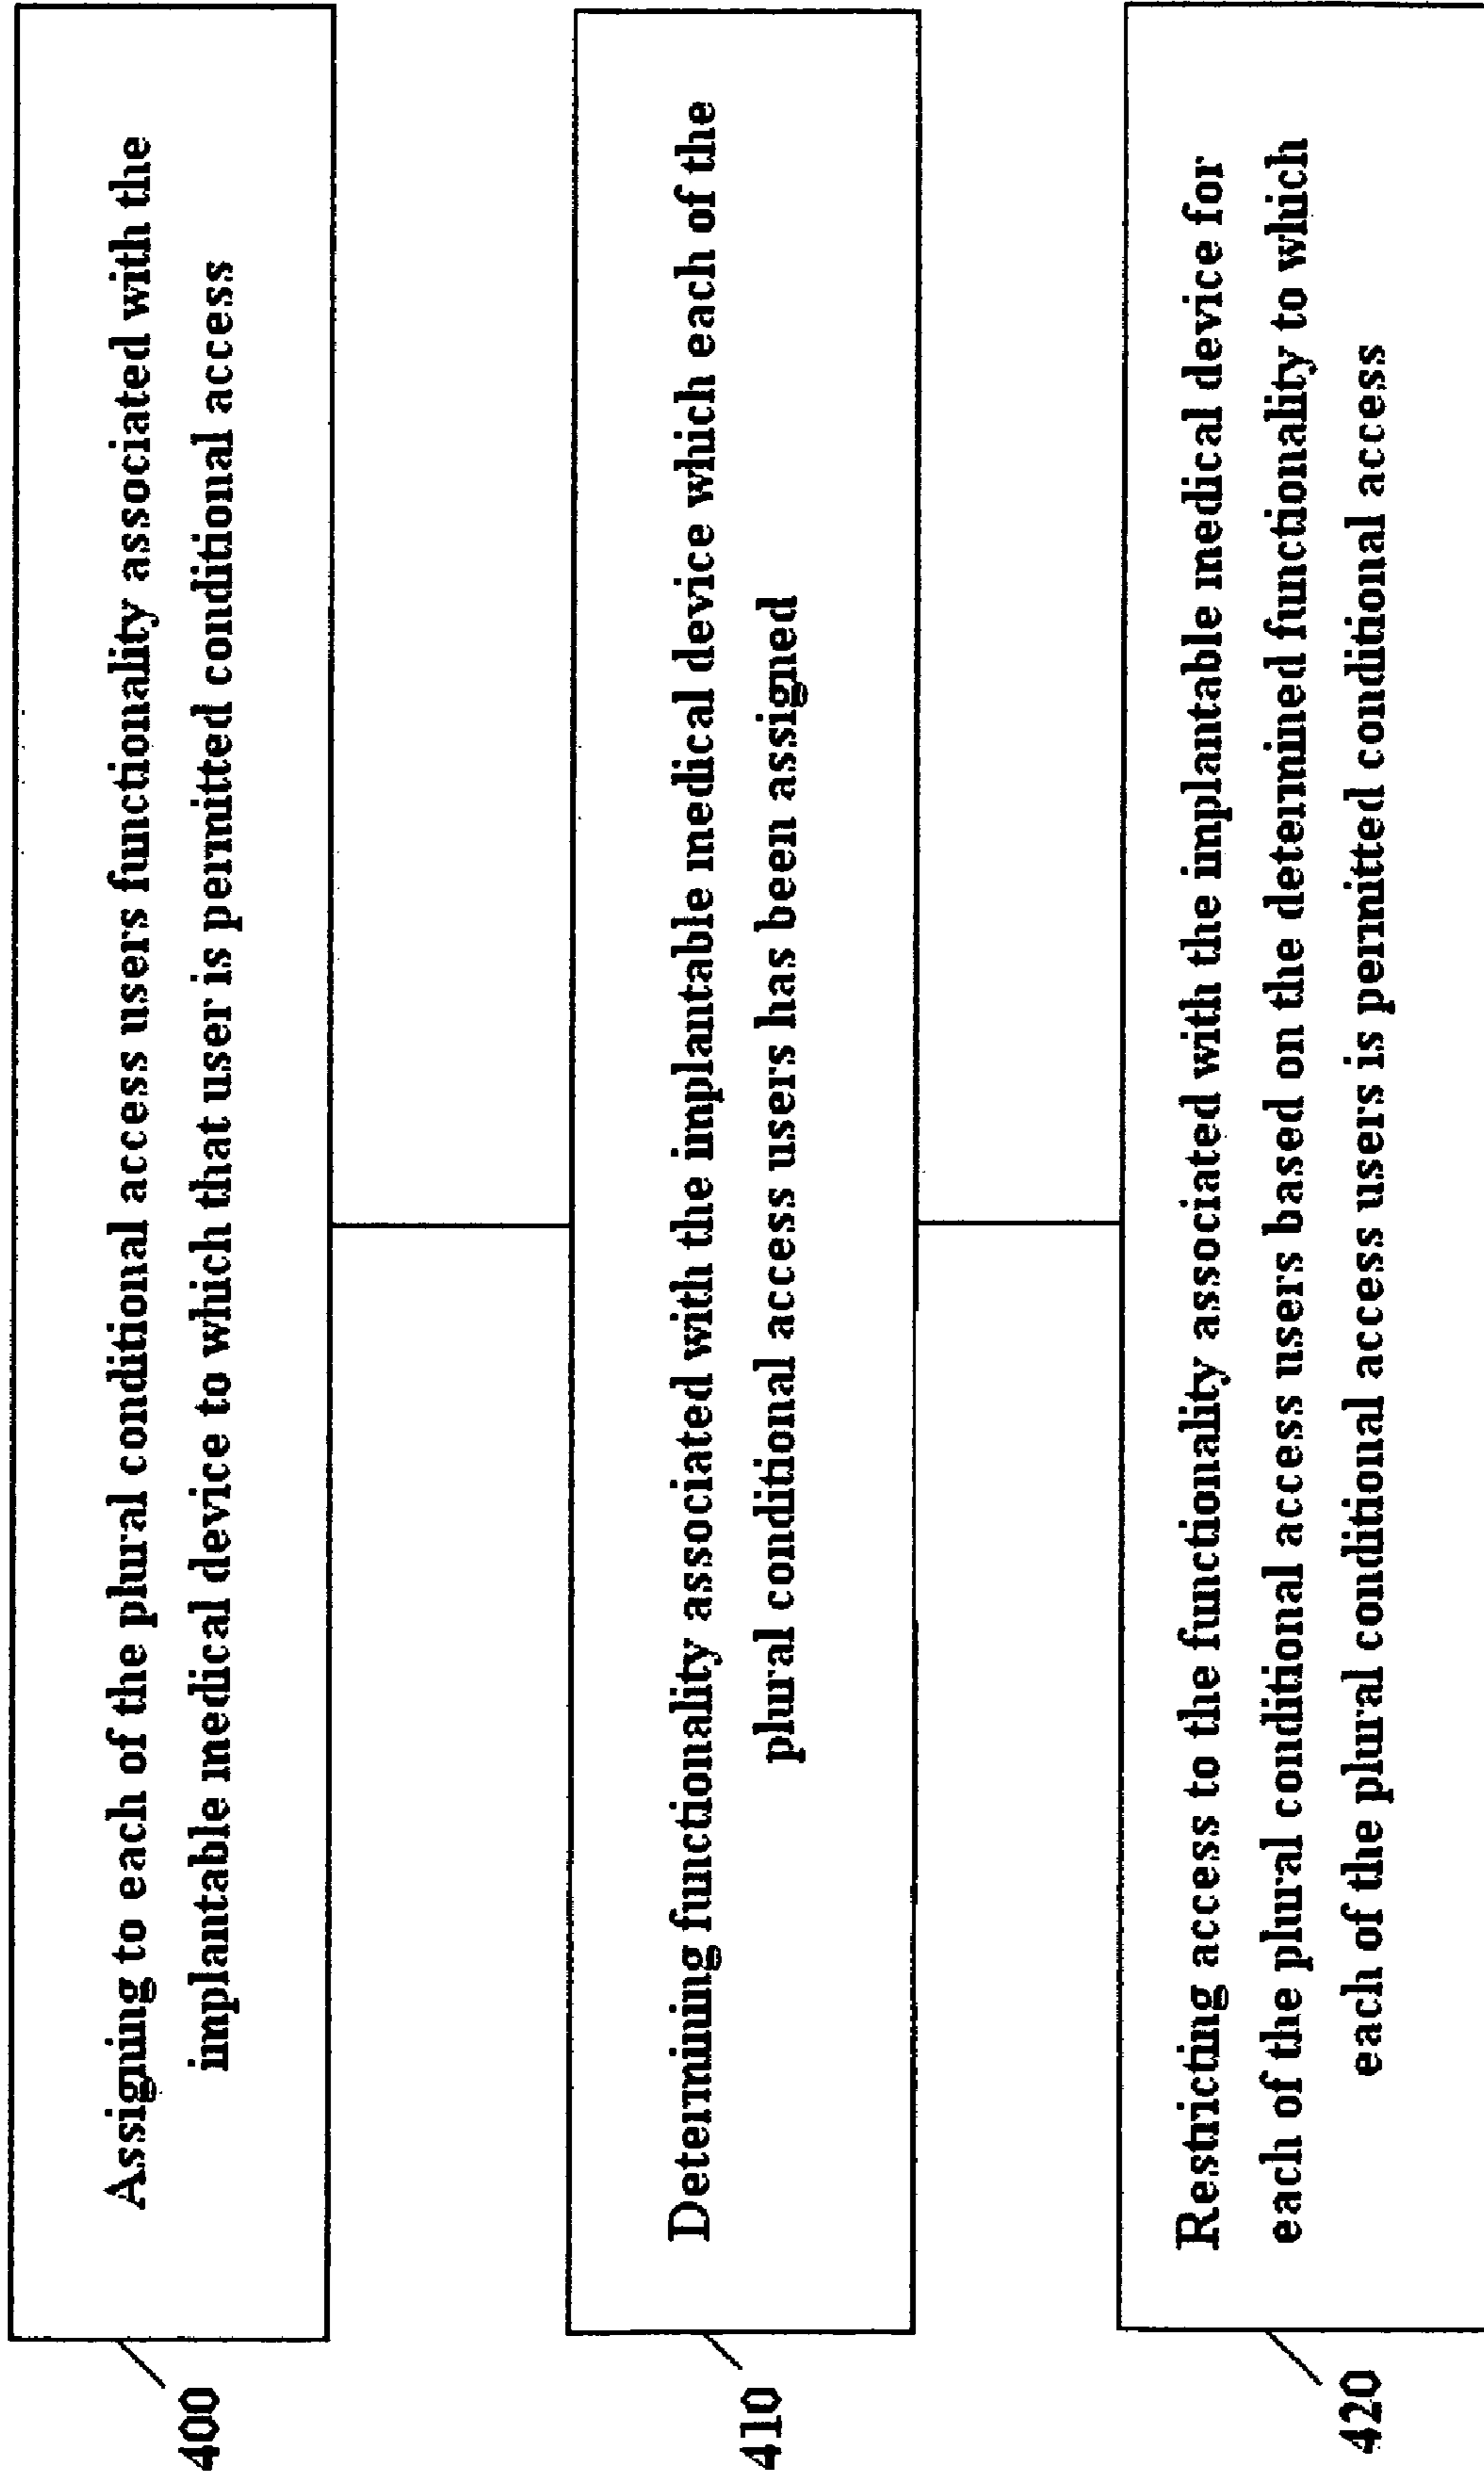 Assigning to each of the plural conditional access users functionality associated with the
implantable medical device to which that user is permitted conditional access
400
Determining functionality associated with the implantable medical device which each of the
plural conditional access users has been assigned
410
Restricting access to the functionality associated with the implantable medical device for
each of the plural conditional access users based on the determined functionality to which
each of the plural conditional access users is permitted conditional access
420